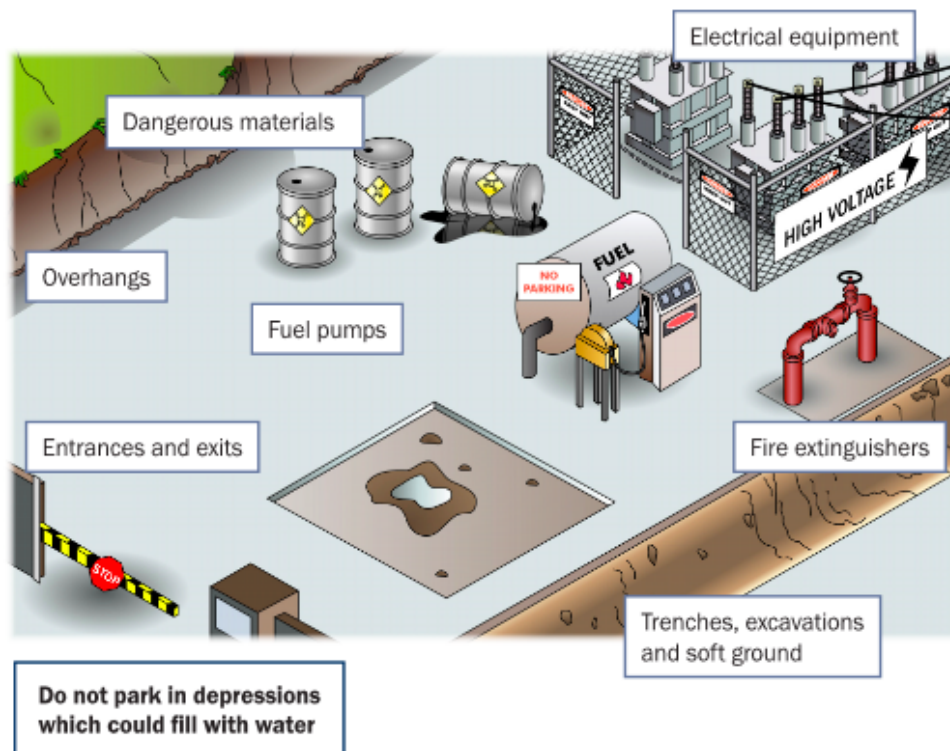 Electrical equipment
Dangerous materials
HIGH VOLTAGE
Overhangs
NO
PARKING
FUEL
Fuel pumps
Entrances and exits
Fire extinguishers
STOP
Trenches, excavations
and soft ground
Do not park in depressions
which could fill with water